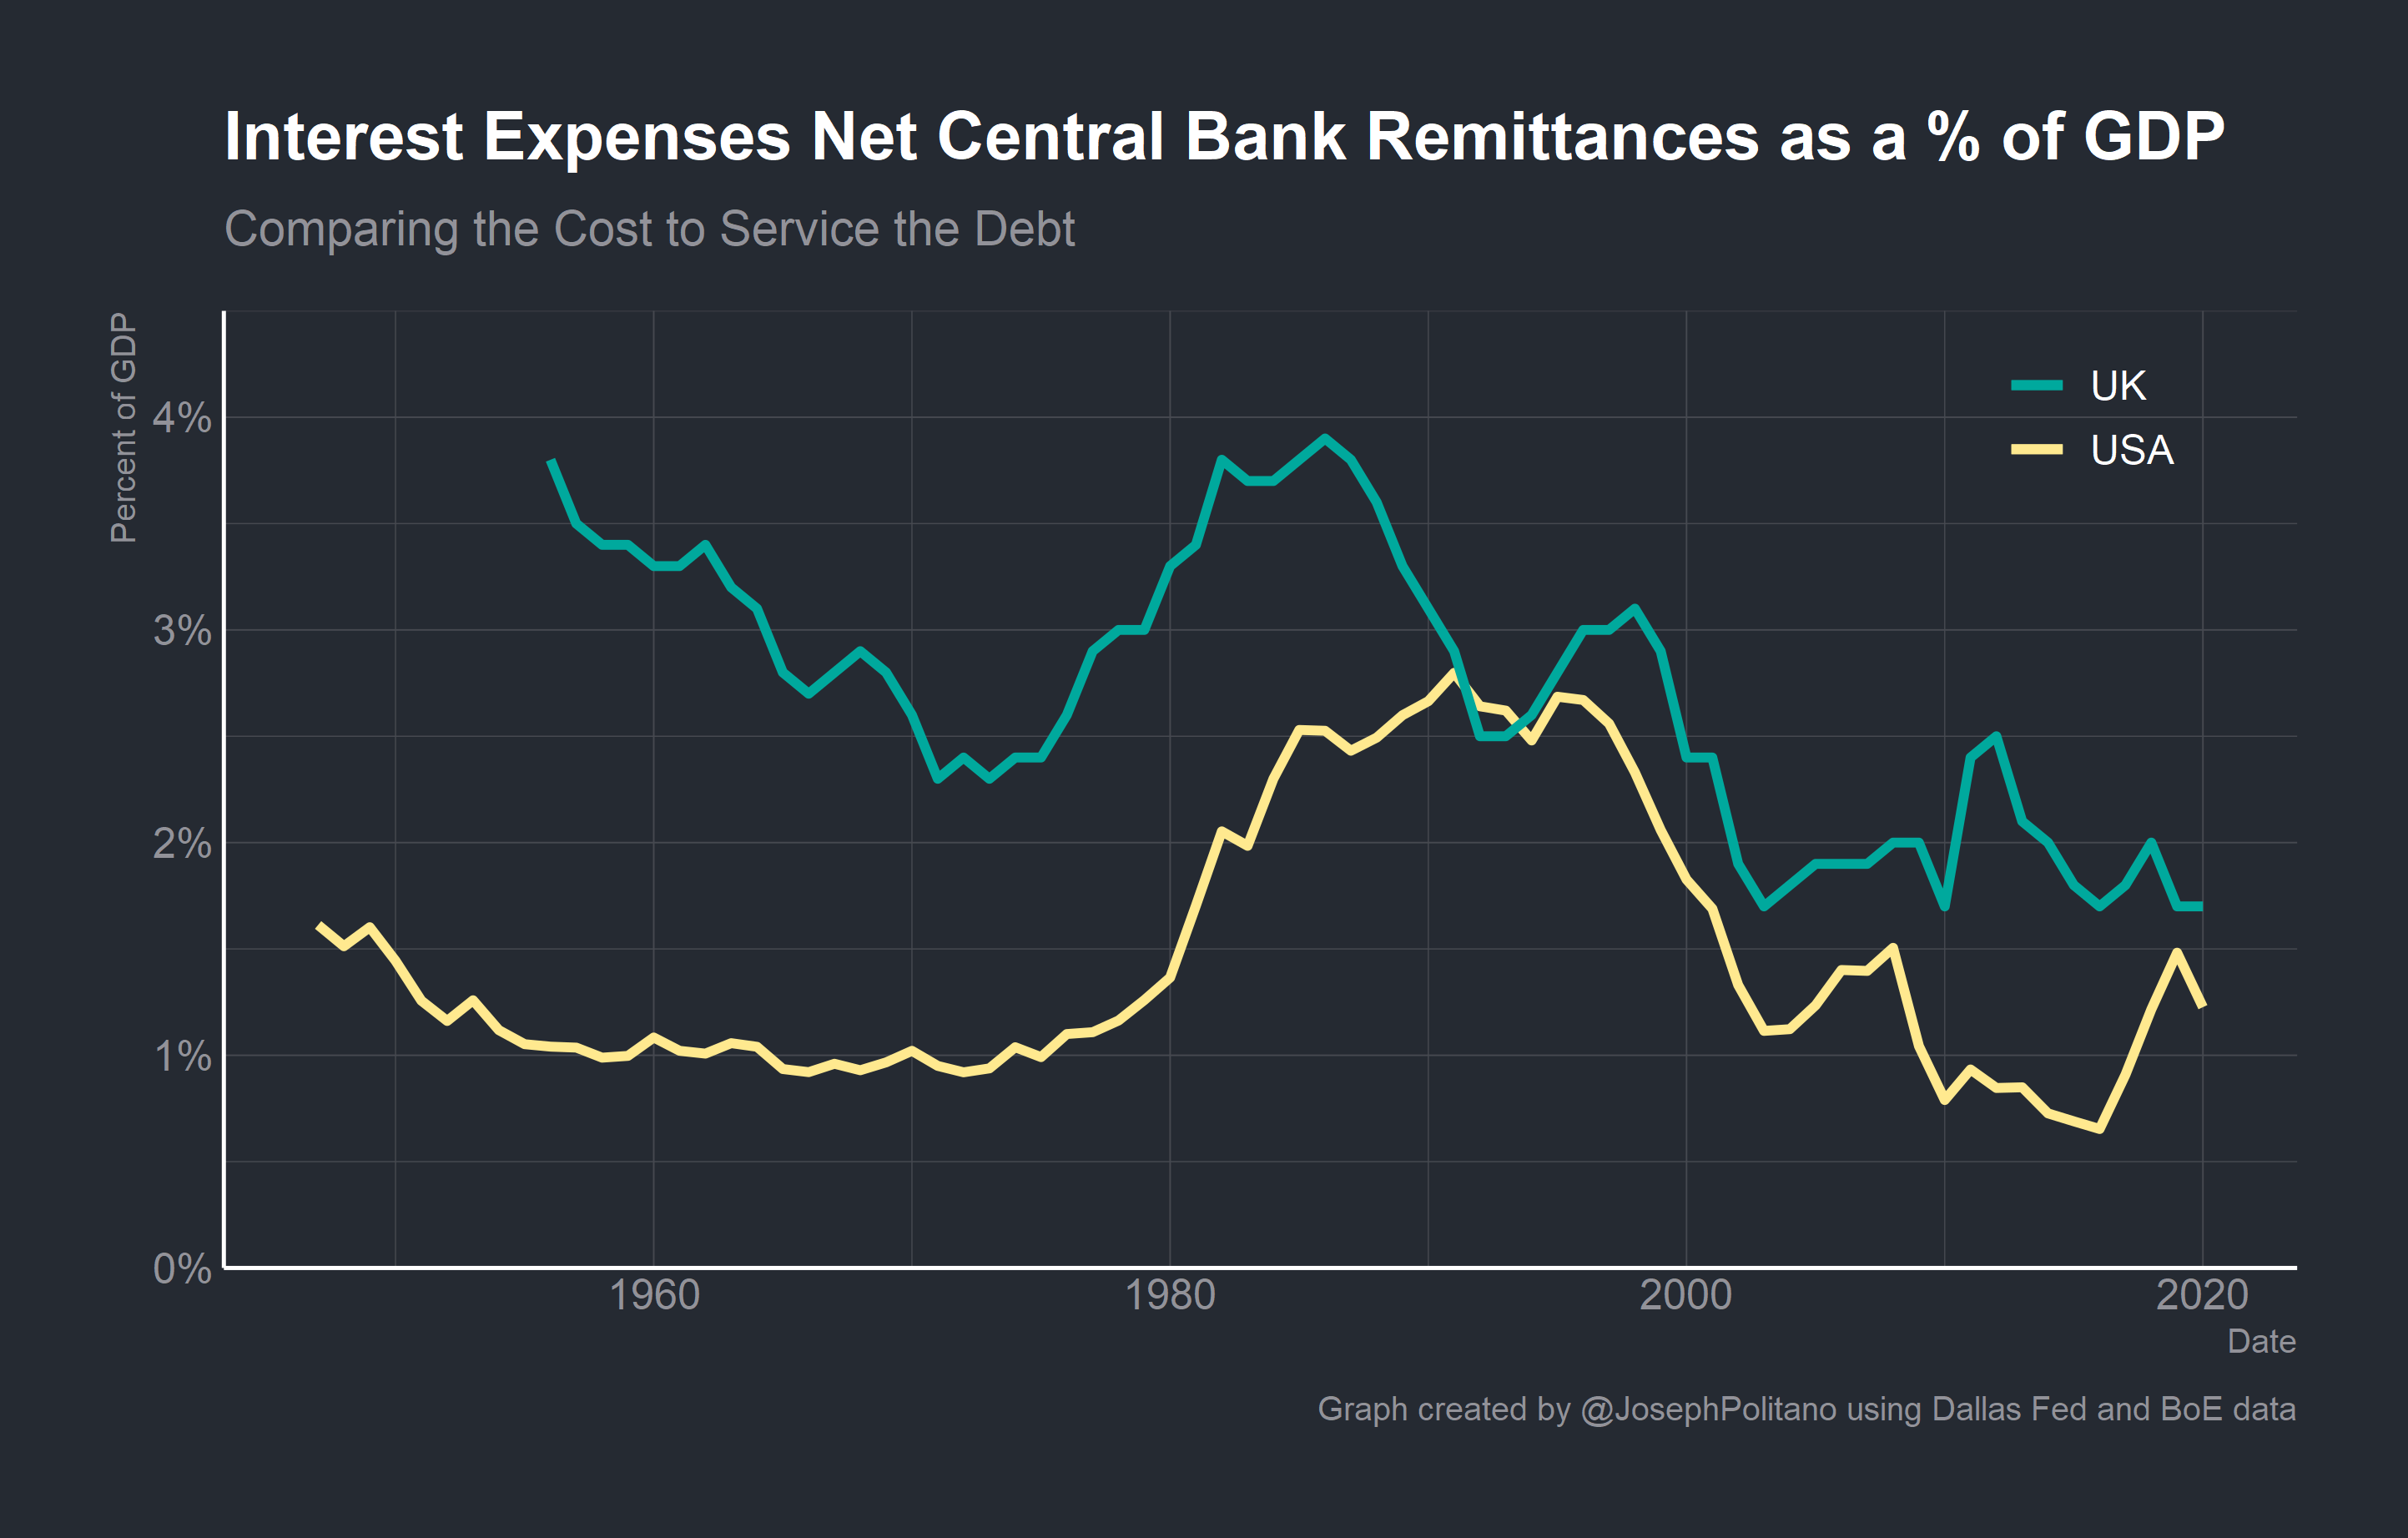 Interest Expenses Net Central Bank Remittances as a % of GDP
Comparing the Cost to Service the Debt
Percent of GDP
UK
USA
4%
3%
2%
1%
0%
1960
1980
2000
2020
Date
Graph created by @JosephPolitano using Dallas Fed and BoE data